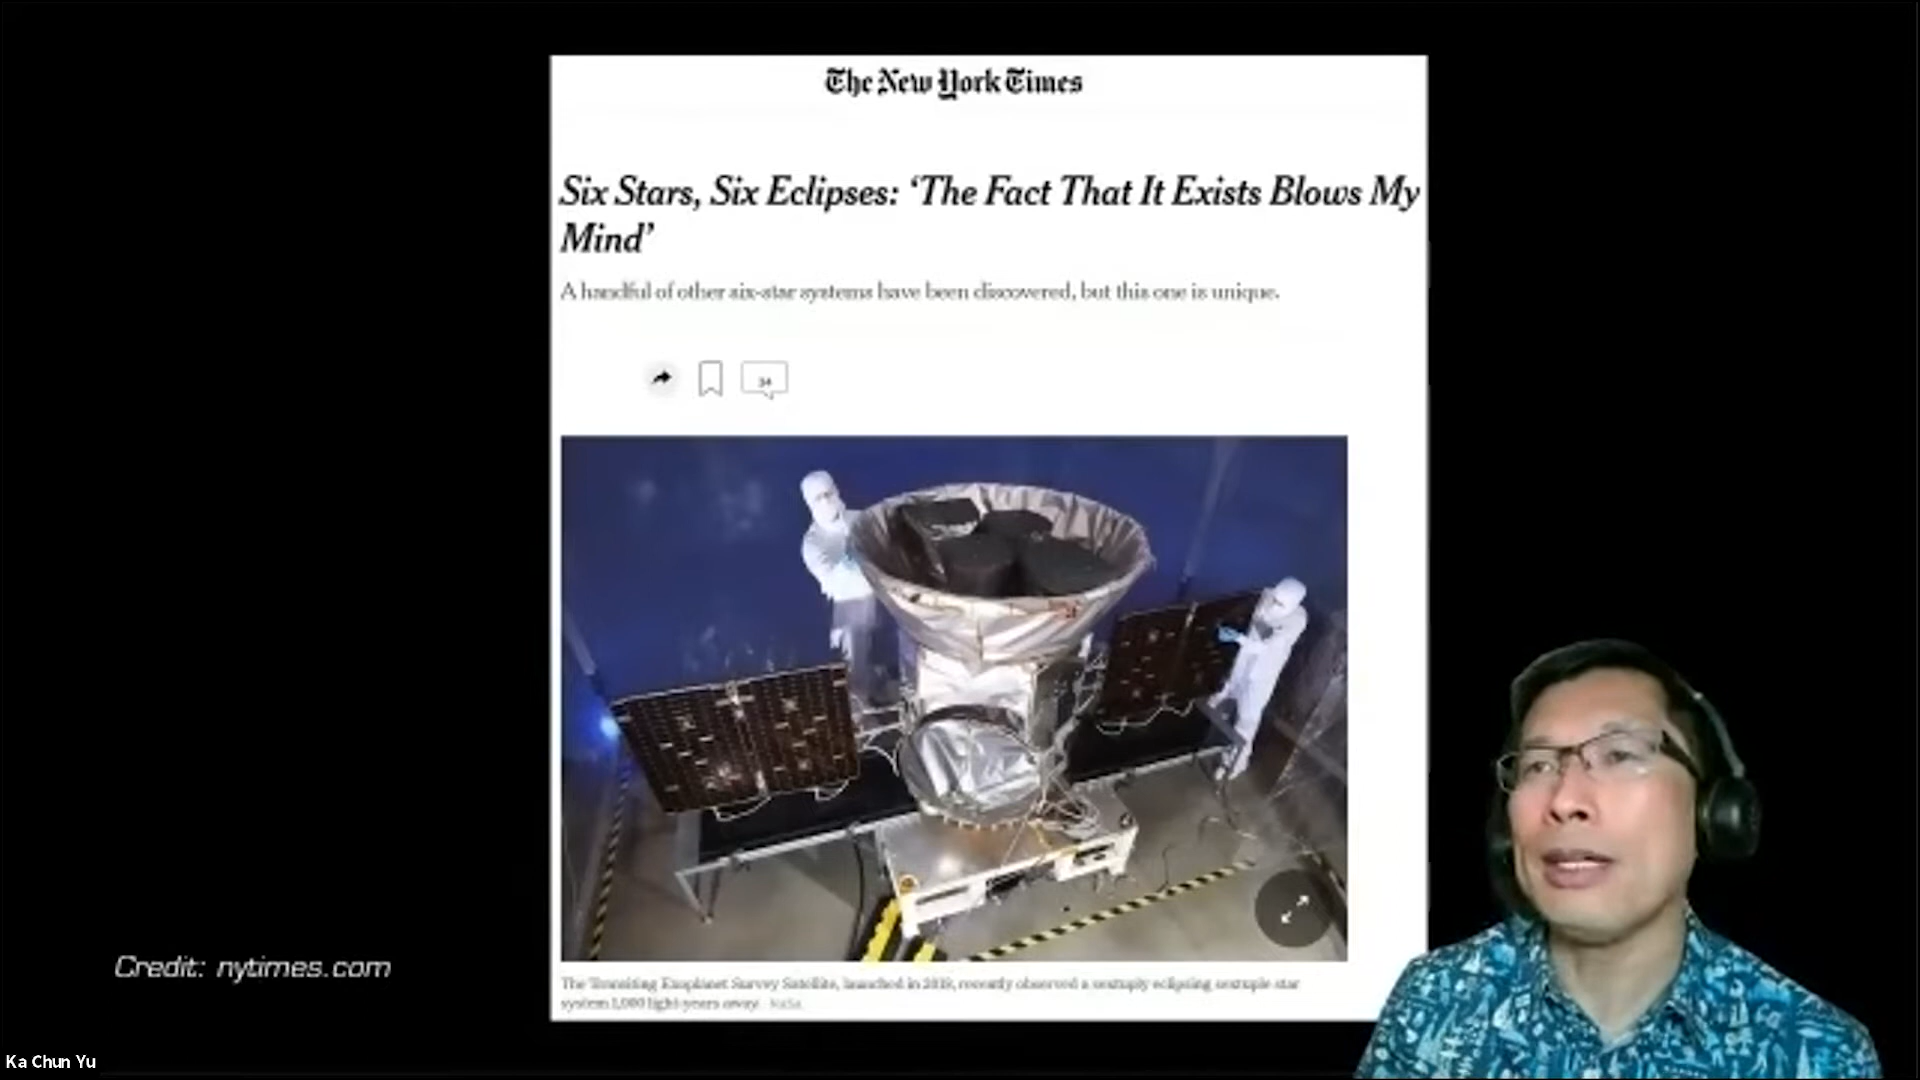 The New York Times
Six Stars, Six Eclipses: ‘The Fact That It Exists Blows My
Mind’
A handful of other six-star systems have been discovered, but this one is unique.
34
The Transiting Exoplanet Survey Satellite, launched in 2018, recently observed a sextuply eclipsing sextuple star
system 1,900 light-years away. NASA
Credit: nytimes.com
Ka Chun Yu